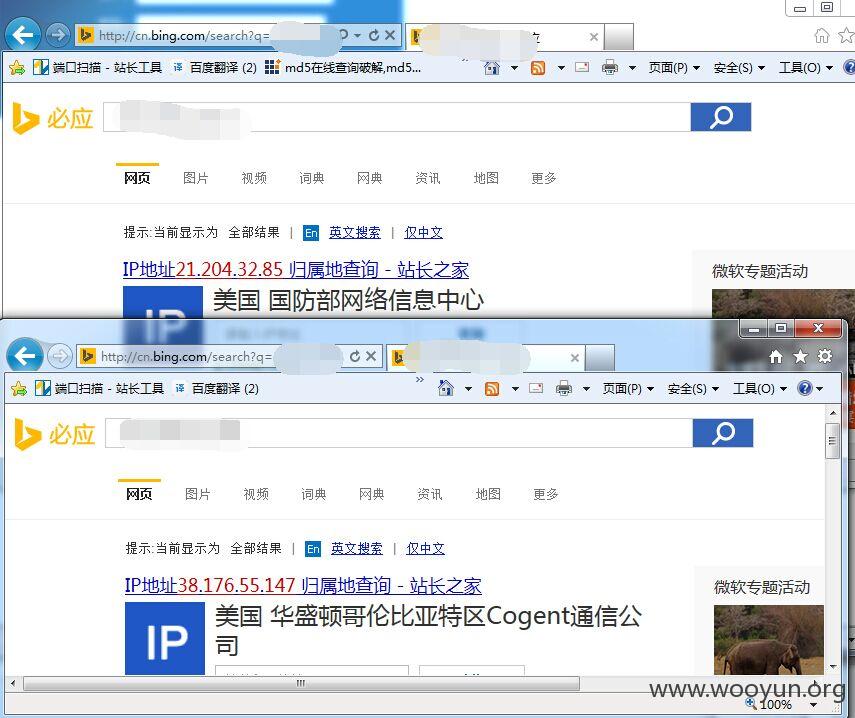 http://cn.bing.com/search?q=
端口扫描 - 站长工具 译 百度翻译 (2) md5在线查询破解,md5... 页面(P) 安全(S) 工具(O)
必应
网页 图片 视频 词典 网典 资讯 地图 更多
提示:当前显示为 全部结果 | En 英文搜索 | 仅中文
IP地址21.204.32.85 归属地查询 - 站长之家
微软专题活动
IP 美国 国防部网络信息中心
http://cn.bing.com/search?q=
端口扫描 - 站长工具 译 百度翻译 (2) » 页面(P) 安全(S) 工具(O)
必应
网页 图片 视频 词典 网典 资讯 地图 更多
提示:当前显示为 全部结果 | En 英文搜索 | 仅中文
IP地址38.176.55.147 归属地查询 - 站长之家
微软专题活动
IP 美国 华盛顿哥伦比亚特区Cogent通信公
司
www.wooyun.org
100%